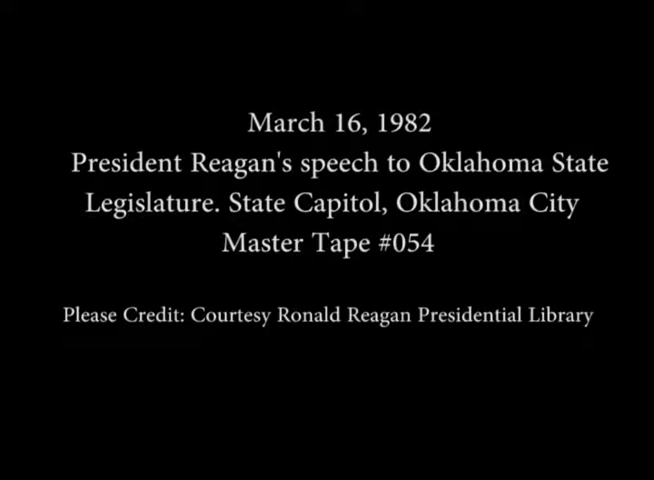 March 16, 1982
President Reagan's speech to Oklahoma State
Legislature. State Capitol, Oklahoma City
Master Tape #054
Please Credit: Courtesy Ronald Reagan Presidential Library